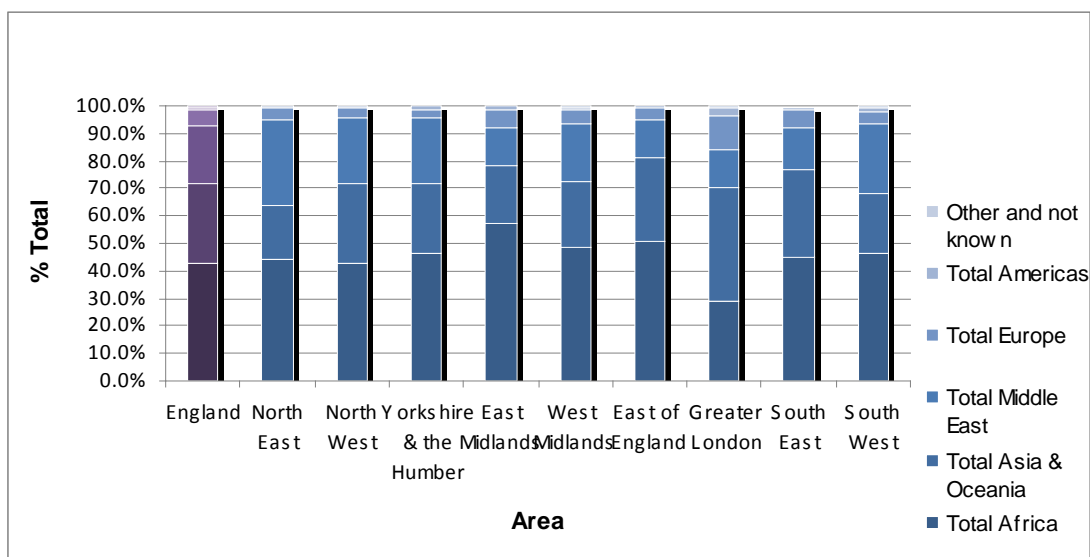 % Total
100.0%
90.0%
80.0%
70.0%
60.0%
50.0%
40.0%
30.0%
20.0%
10.0%
0.0%
England
North
East
North
West
Yorkshire
& the
Humber
East
Midlands
West
Midlands
East of
England
Greater
London
South
East
South
West
Area
Other and not
known
Total Americas
Total Europe
Total Middle
East
Total Asia &
Oceania
Total Africa